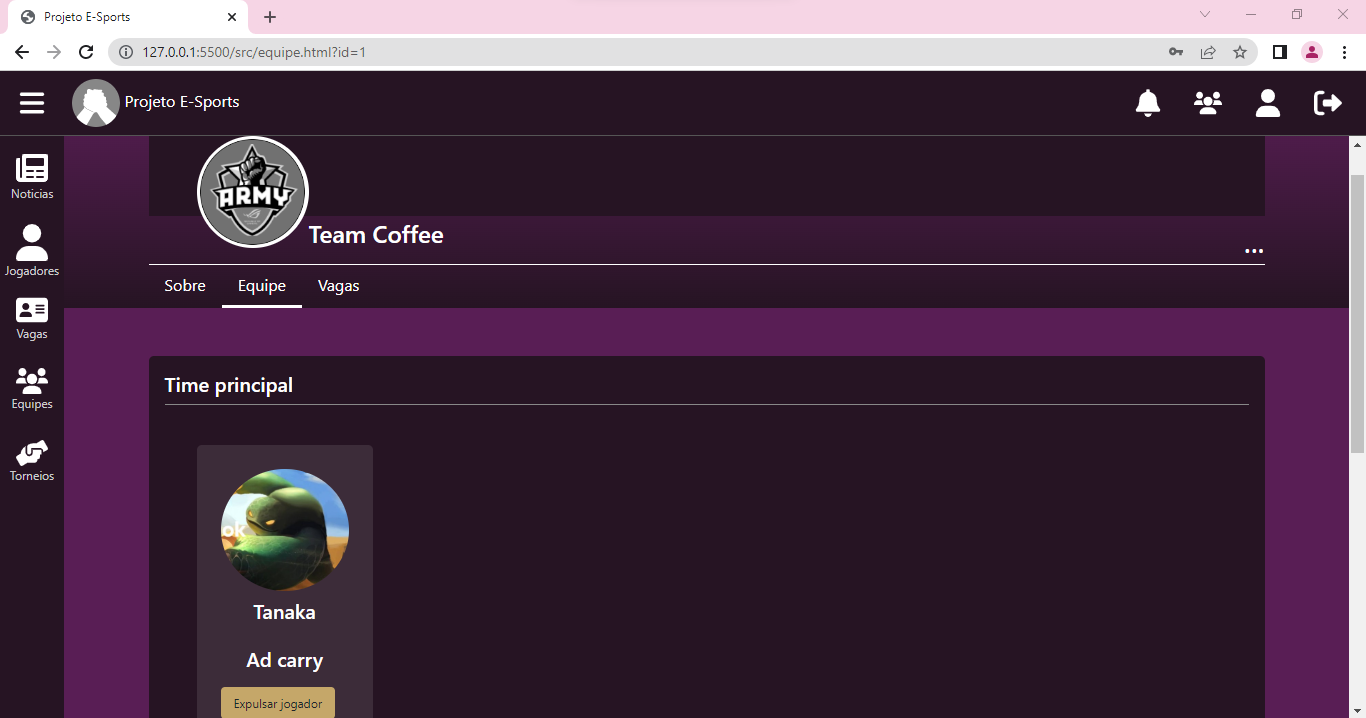 Projeto E-Sports
127.0.0.1:5500/src/equipe.html?id=1
Projeto E-Sports
Noticias
Jogadores
Vagas
Equipes
Torneios
ARMY
Team Coffee
Sobre Equipe Vagas
Time principal
ok
Tanaka
Ad carry
Expulsar jogador